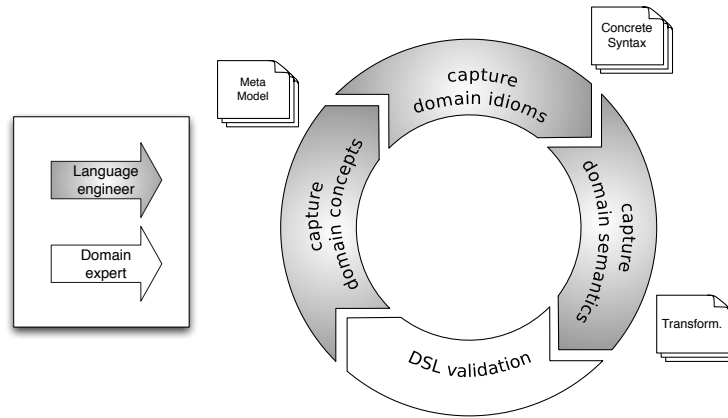 Concrete
Syntax
Meta
Model
capture
domain idioms
Language
engineer
capture
domain concepts
capture
domain semantics
Domain
expert
Transform.
DSL validation